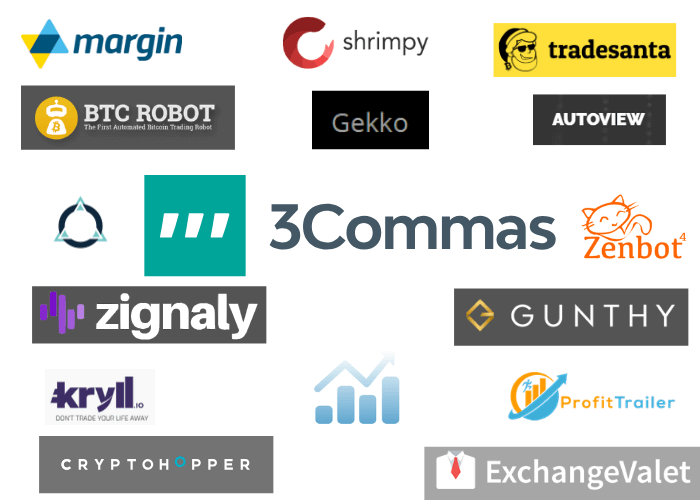 margin
shrimpy
tradesanta
BTC ROBOT
The First Automated Bitcoin Trading Robot
Gekko
AUTOVIEW
3Commas
Zenbot 4
zignaly
GUNTHY
kryll.io
DON'T TRADE YOUR LIFE AWAY
ProfitTrailer
CRYPTOHOPPER
ExchangeValet